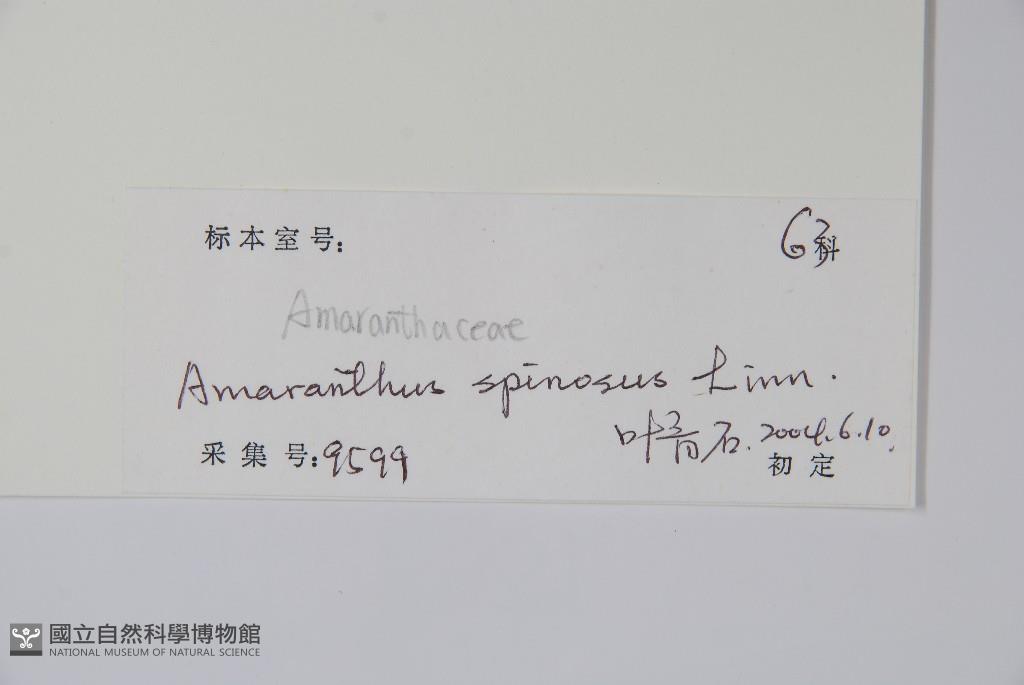 标本室号:
63科
Amaranthaceae
Amaranthus spinosus Linn.
叶青石. 2004.6.10.
采集号:9599
初定
國立自然科學博物館
NATIONAL MUSEUM OF NATURAL SCIENCE